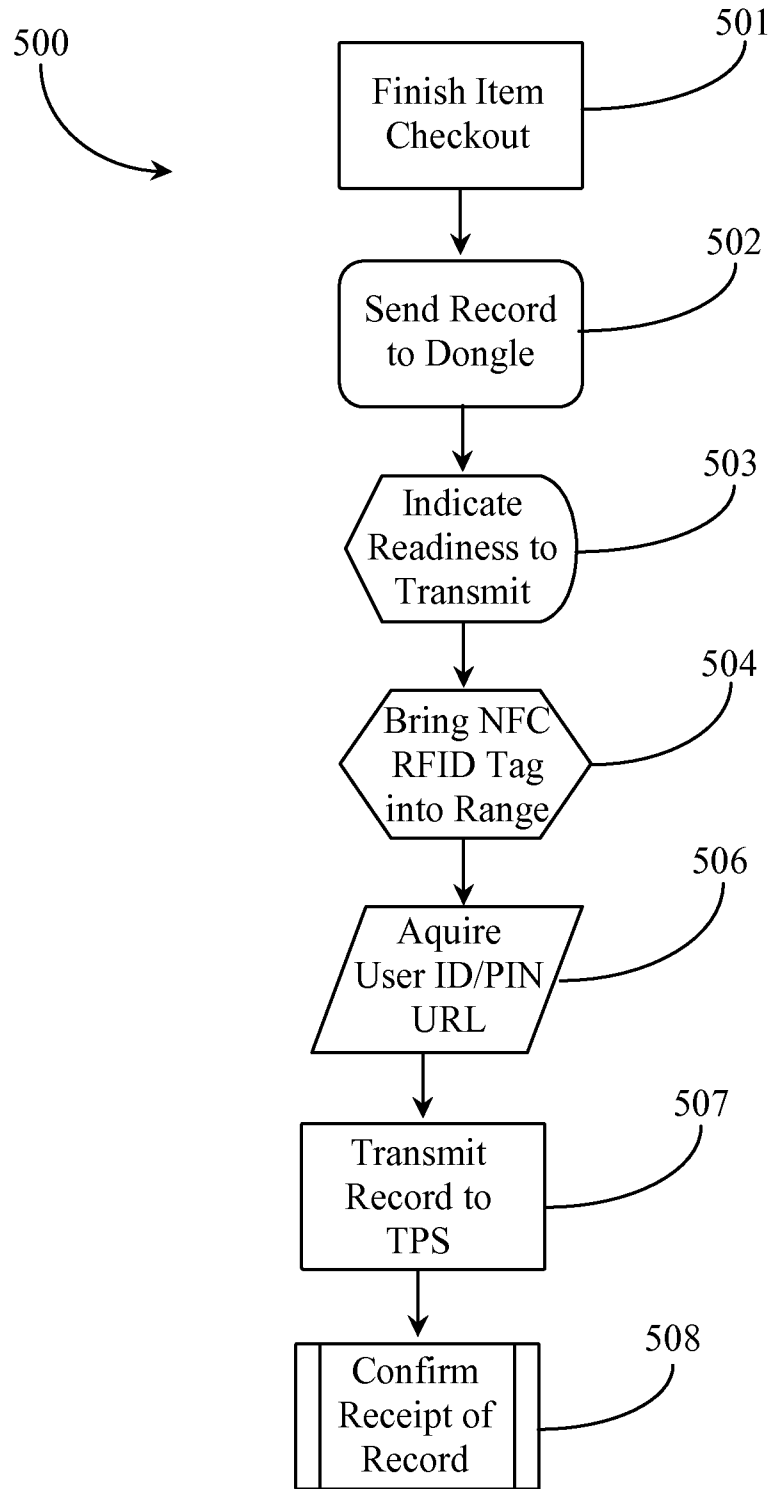 500
501
Finish Item
Checkout
502
Send Record
to Dongle
503
Indicate
Readiness to
Transmit
504
Bring NFC
RFID Tag
into Range
506
Aquire
User ID/PIN
URL
507
Transmit
Record to
TPS
508
Confirm
Receipt of
Record